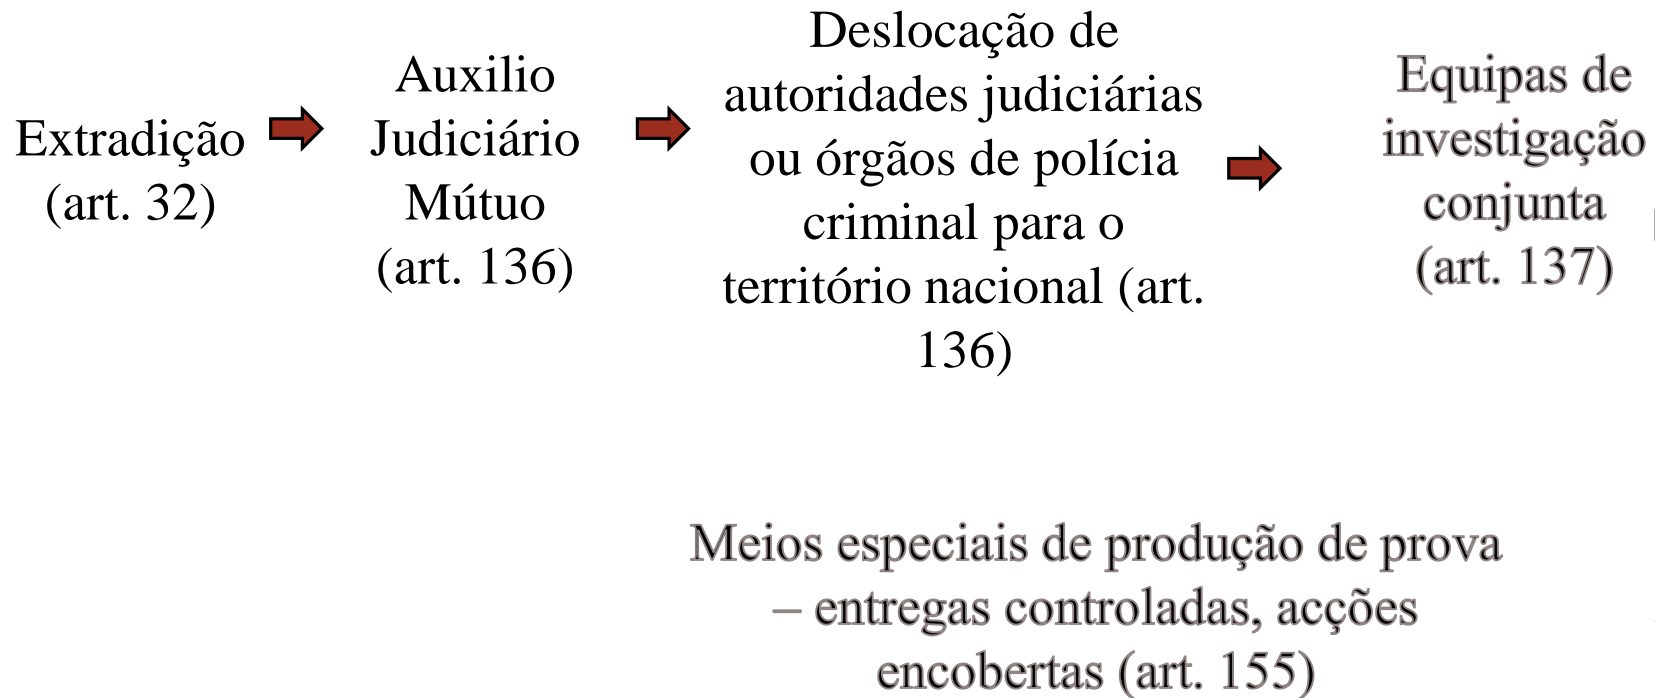 Extradição
(art. 32)
Auxilio
Judiciário
Mútuo
(art. 136)
Deslocação de
autoridades judiciárias
ou órgãos de polícia
criminal para o
território nacional (art.
136)
Equipas de
investigação
conjunta
(art. 137)
Meios especiais de produção de prova
– entregas controladas, acções
encobertas (art. 155)